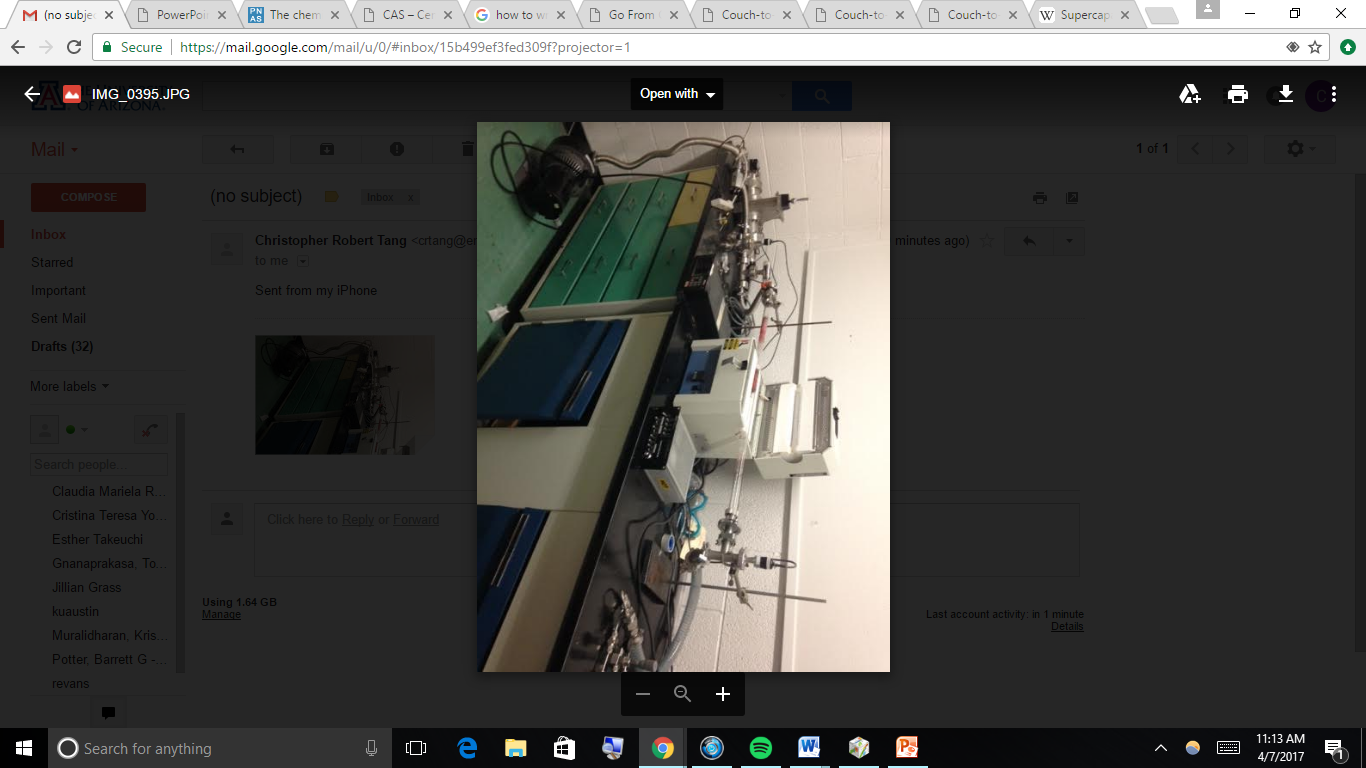 (no subje
PowerPoi
The chem
CAS – Ce
how to w
Go From
Couch-to
Couch-to
Couch-to
Supercap
Secure
https://mail.google.com/mail/u/0/#inbox/15b499ef3fed309f?projector=1
IMG_0395.JPG
Open with
OF ARIZONA
Mail
1 of 1
COMPOSE
(no subject)
Inbox x
Inbox
Starred
Important
Sent Mail
Drafts (32)
More labels
Christopher Robert Tang <crtang@e
minutes ago)
to me
Sent from my iPhone
Search people...
Claudia Mariela R...
Cristina Teresa Yo...
Esther Takeuchi
Gnanaprakasa, To...
Jillian Grass
kuaustin
Muralidharan, Kris...
Potter, Barrett G -...
revans
Click here to Reply or Forward
Using 1.64 GB
Manage
Last account activity: in 1 minute
Details
Search for anything
11:13 AM
4/7/2017